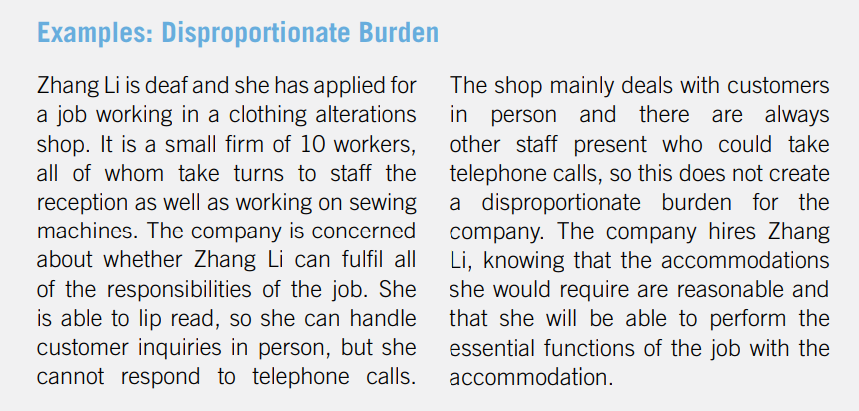 Examples: Disproportionate Burden
Zhang Li is deaf and she has applied for
a job working in a clothing alterations
shop. It is a small firm of 10 workers,
all of whom take turns to staff the
reception as well as working on sewing
machines. The company is concerned
about whether Zhang Li can fulfil all
of the responsibilities of the job. She
is able to lip read, so she can handle
customer inquiries in person, but she
cannot respond to telephone calls.
The shop mainly deals with customers
in person and there are always
other staff present who could take
telephone calls, so this does not create
a disproportionate burden for the
company. The company hires Zhang
Li, knowing that the accommodations
she would require are reasonable and
that she will be able to perform the
essential functions of the job with the
accommodation.